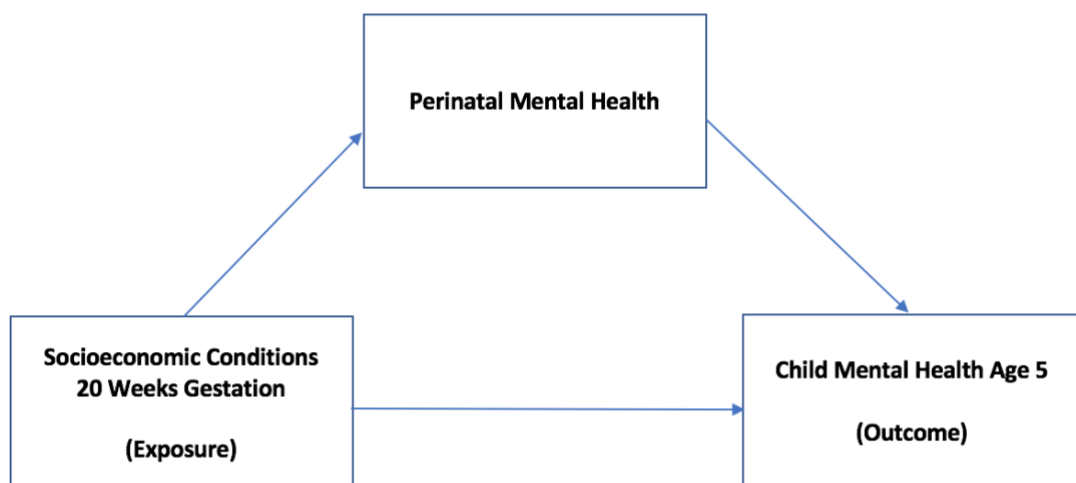 Perinatal Mental Health
Socioeconomic Conditions
20 Weeks Gestation
(Exposure)
Child Mental Health Age 5
(Outcome)